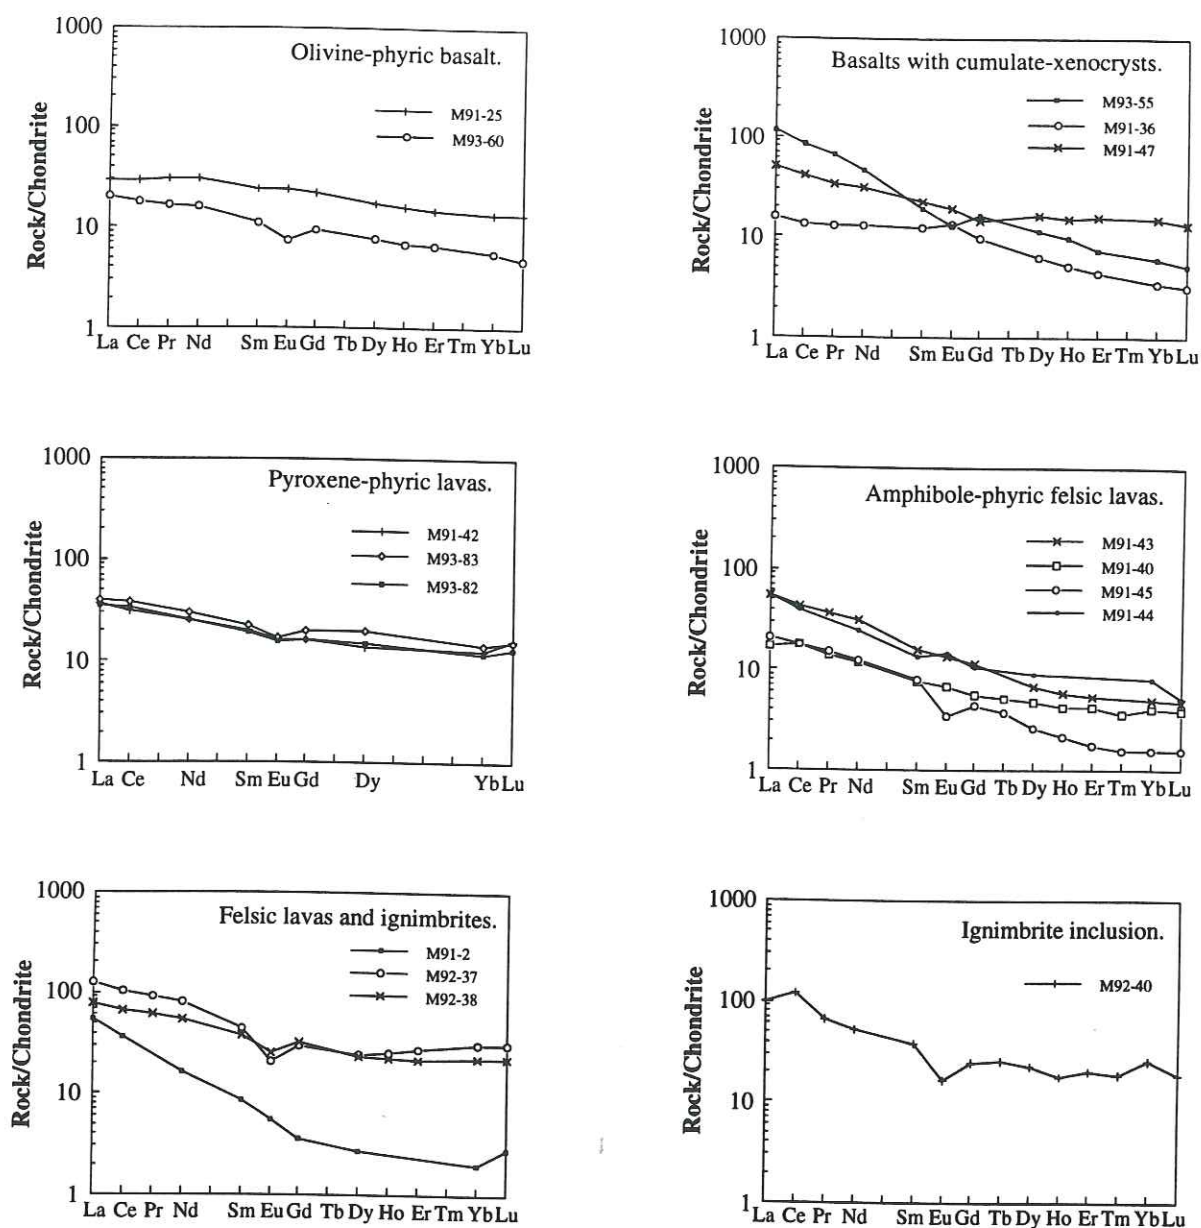 1000
100
10
1
Rock/Chondrite
Olivine-phyric basalt.
M91-25
M93-60
La Ce Pr Nd Sm Eu Gd Tb Dy Ho Er Tm Yb Lu
1000
100
10
1
Rock/Chondrite
Basalts with cumulate-xenocrysts.
M93-55
M91-36
M91-47
La Ce Pr Nd Sm Eu Gd Tb Dy Ho Er Tm Yb Lu
1000
100
10
1
Rock/Chondrite
Pyroxene-phyric lavas.
M91-42
M93-83
M93-82
La Ce Nd Sm Eu Gd Dy Yb Lu
1000
100
10
1
Rock/Chondrite
Amphibole-phyric felsic lavas.
M91-43
M91-40
M91-45
M91-44
La Ce Pr Nd Sm Eu Gd Tb Dy Ho Er Tm Yb Lu
1000
100
10
1
Rock/Chondrite
Felsic lavas and ignimbrites.
M91-2
M92-37
M92-38
La Ce Pr Nd Sm Eu Gd Tb Dy Ho Er Tm Yb Lu
1000
100
10
1
Rock/Chondrite
Ignimbrite inclusion.
M92-40
La Ce Pr Nd Sm Eu Gd Tb Dy Ho Er Tm Yb Lu